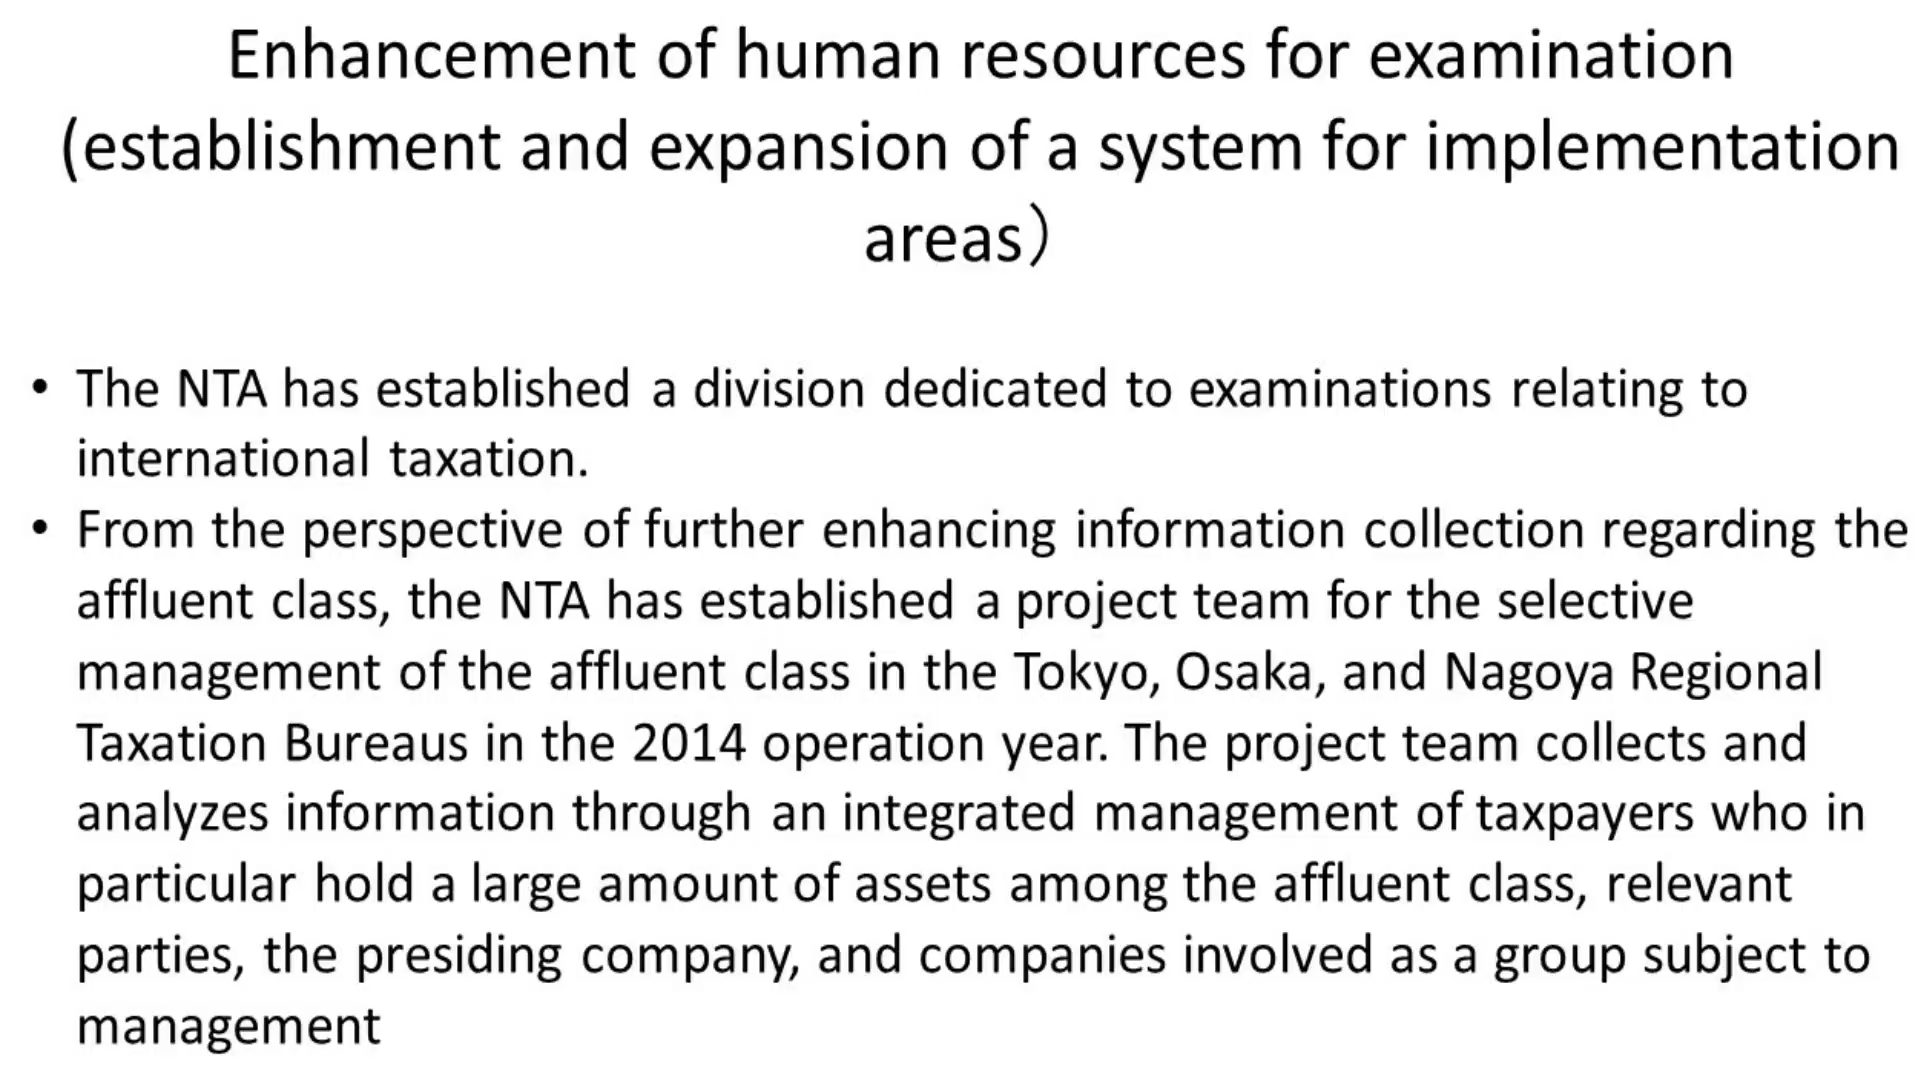 Enhancement of human resources for examination
(establishment and expansion of a system for implementation
areas）
• The NTA has established a division dedicated to examinations relating to
international taxation.
• From the perspective of further enhancing information collection regarding the
affluent class, the NTA has established a project team for the selective
management of the affluent class in the Tokyo, Osaka, and Nagoya Regional
Taxation Bureaus in the 2014 operation year. The project team collects and
analyzes information through an integrated management of taxpayers who in
particular hold a large amount of assets among the affluent class, relevant
parties, the presiding company, and companies involved as a group subject to
management